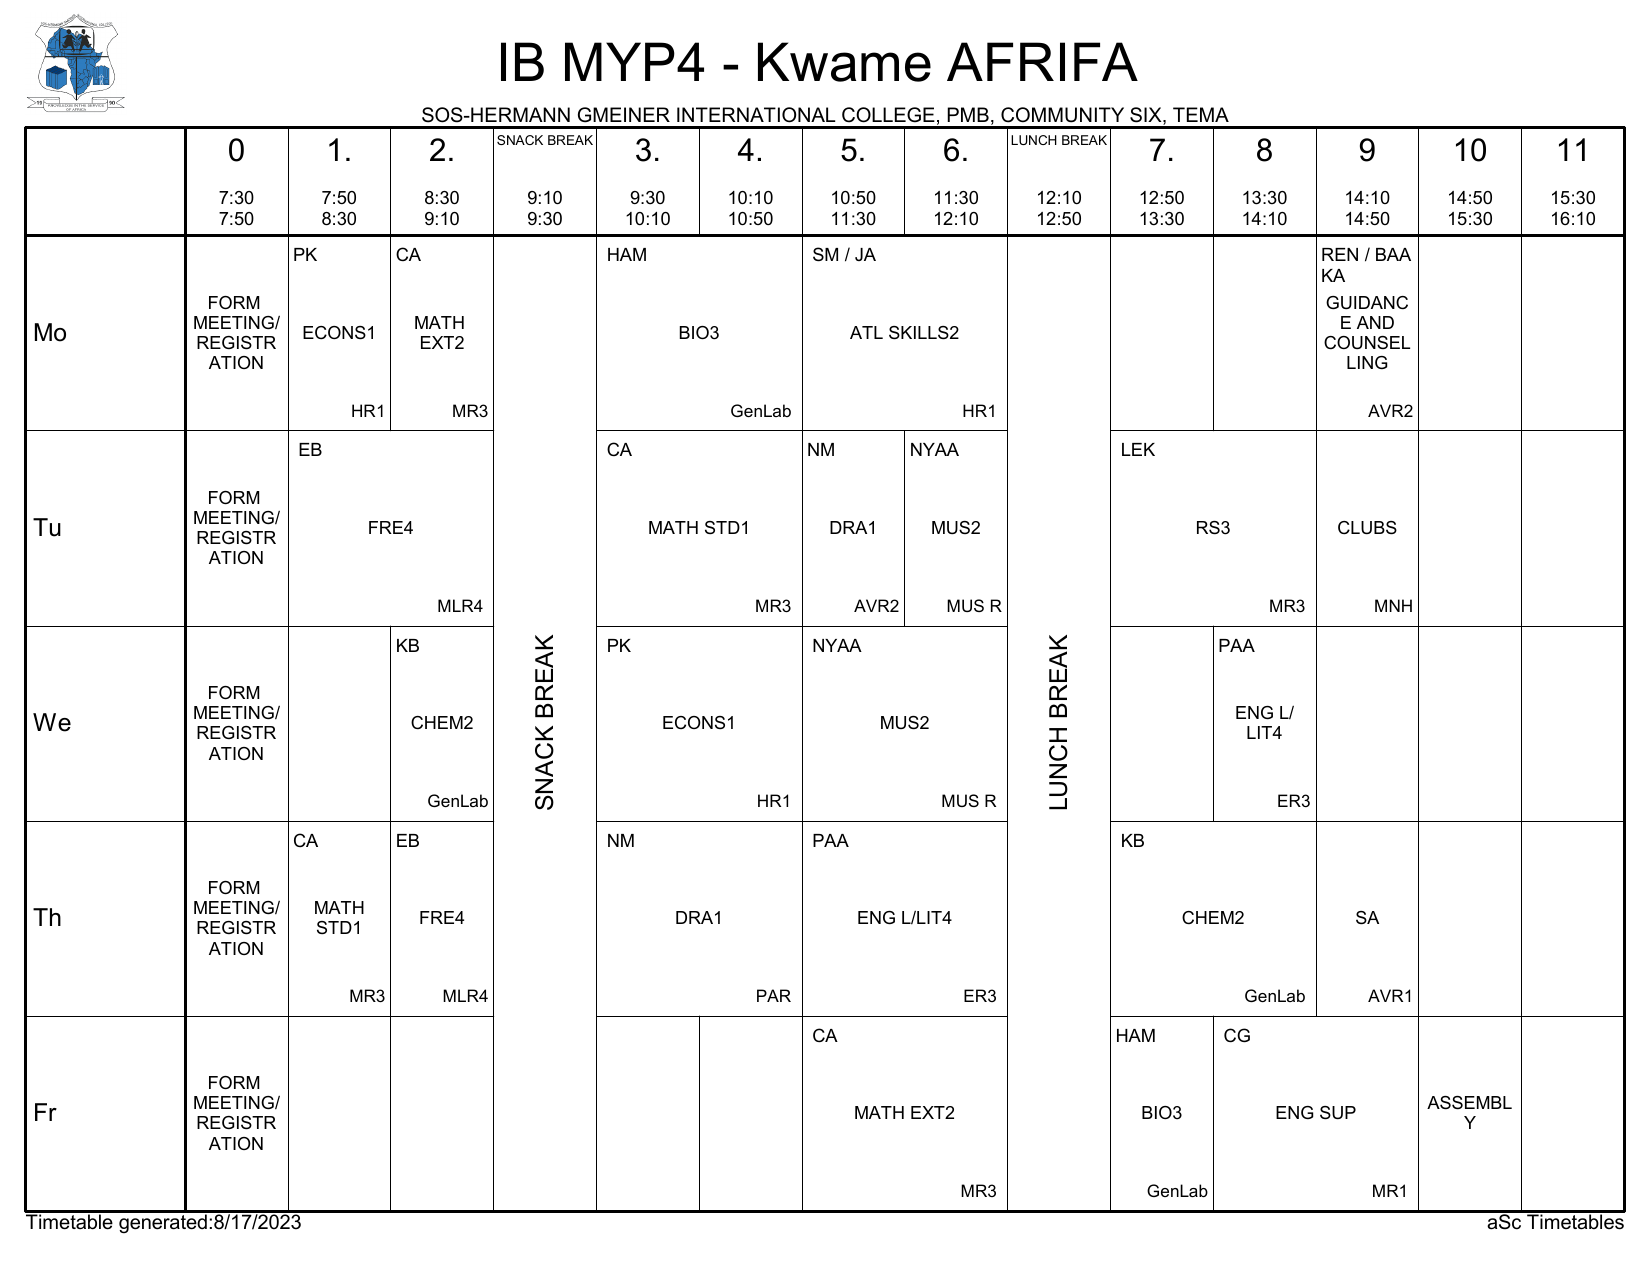 IB MYP4 - Kwame AFRIFA
SOS-HERMANN GMEINER INTERNATIONAL COLLEGE, PMB, COMMUNITY SIX, TEMA
0 1. 2. SNACK BREAK 3. 4. 5. 6. LUNCH BREAK 7. 8 9 10 11
7:30 7:50 8:30 9:10 9:30 10:10 10:50 11:30 12:10 12:50 13:30 14:10 14:50 15:30
7:50 8:30 9:10 9:30 10:10 10:50 11:30 12:10 12:50 13:30 14:10 14:50 15:30 16:10
Mo
FORM
MEETING/
REGISTR
ATION
PK
ECONS1
HR1
CA
MATH
EXT2
MR3
HAM
BIO3
GenLab
SM / JA
ATL SKILLS2
HR1
REN / BAA
KA
GUIDANC
E AND
COUNSEL
LING
AVR2
Tu
FORM
MEETING/
REGISTR
ATION
EB
FRE4
MLR4
CA
MATH STD1
MR3
NM
DRA1
AVR2
NYAA
MUS2
MUS R
LEK
RS3
MR3
CLUBS
MNH
We
FORM
MEETING/
REGISTR
ATION
KB
CHEM2
GenLab
SNACK BREAK
PK
ECONS1
HR1
NYAA
MUS2
MUS R
LUNCH BREAK
PAA
ENG L/
LIT4
ER3
Th
FORM
MEETING/
REGISTR
ATION
CA
MATH
STD1
MR3
EB
FRE4
MLR4
NM
DRA1
PAR
PAA
ENG L/LIT4
ER3
KB
CHEM2
GenLab
SA
AVR1
Fr
FORM
MEETING/
REGISTR
ATION
CA
MATH EXT2
MR3
HAM
BIO3
GenLab
CG
ENG SUP
MR1
ASSEMBL
Y
Timetable generated:8/17/2023
aSc Timetables